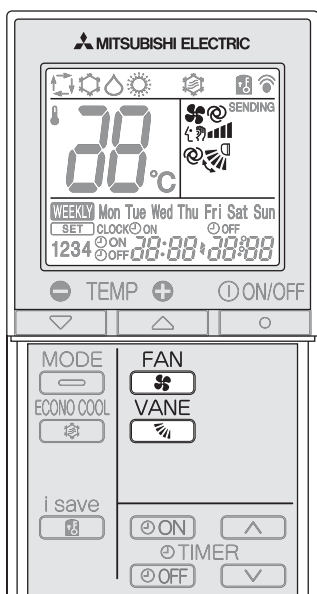 MITSUBISHI ELECTRIC
SENDING
88°C
WEEKLY Mon Tue Wed Thu Fri Sat Sun
SET CLOCK ON OFF
1234 ON OFF 88:88 88:88
TEMP ON/OFF
MODE FAN
ECONO COOL VANE
i save
ON
TIMER
OFF